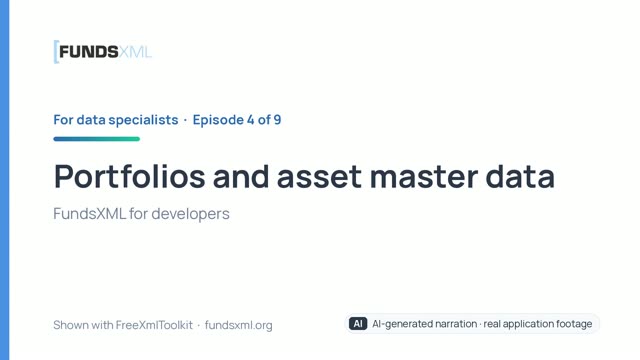 FUNDSXML
For data specialists · Episode 4 of 9
Portfolios and asset master data
FundsXML for developers
Shown with FreeXmlToolkit · fundsxml.org
AI AI-generated narration · real application footage